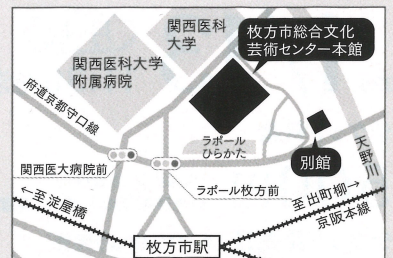 関西医科
大学
枚方市総合文化
芸術センター本館
関西医科大学
附属病院
府道京都守口線
ラポール
ひらかた
別館
天野川
関西医大病院前
ラポール枚方前
←至淀屋橋
至出町柳→
京阪本線
枚方市駅